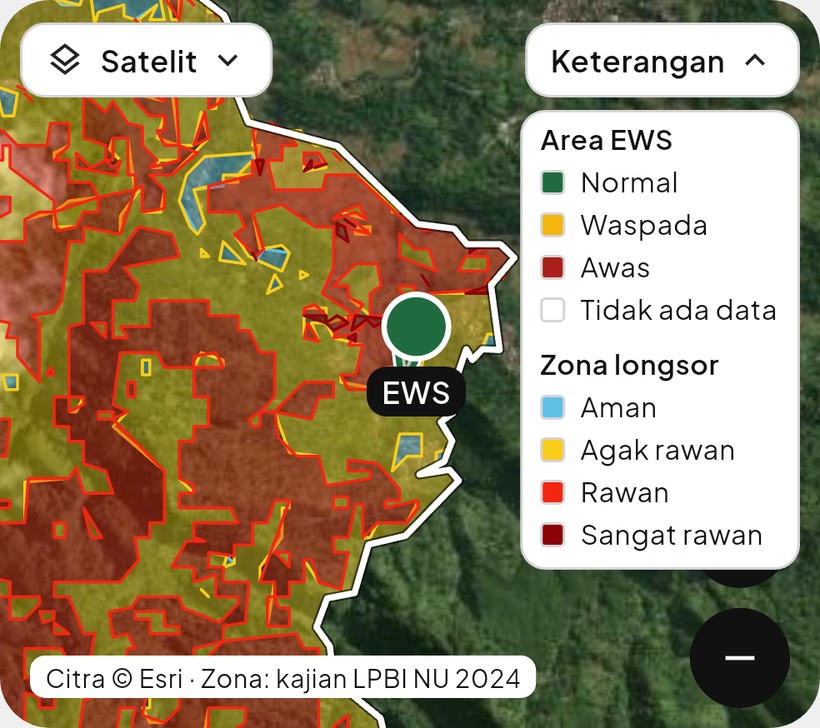 Satelit
Keterangan
Area EWS
Normal
Waspada
Awas
Tidak ada data
Zona longsor
Aman
Agak rawan
Rawan
Sangat rawan
EWS
Citra © Esri · Zona: kajian LPBI NU 2024